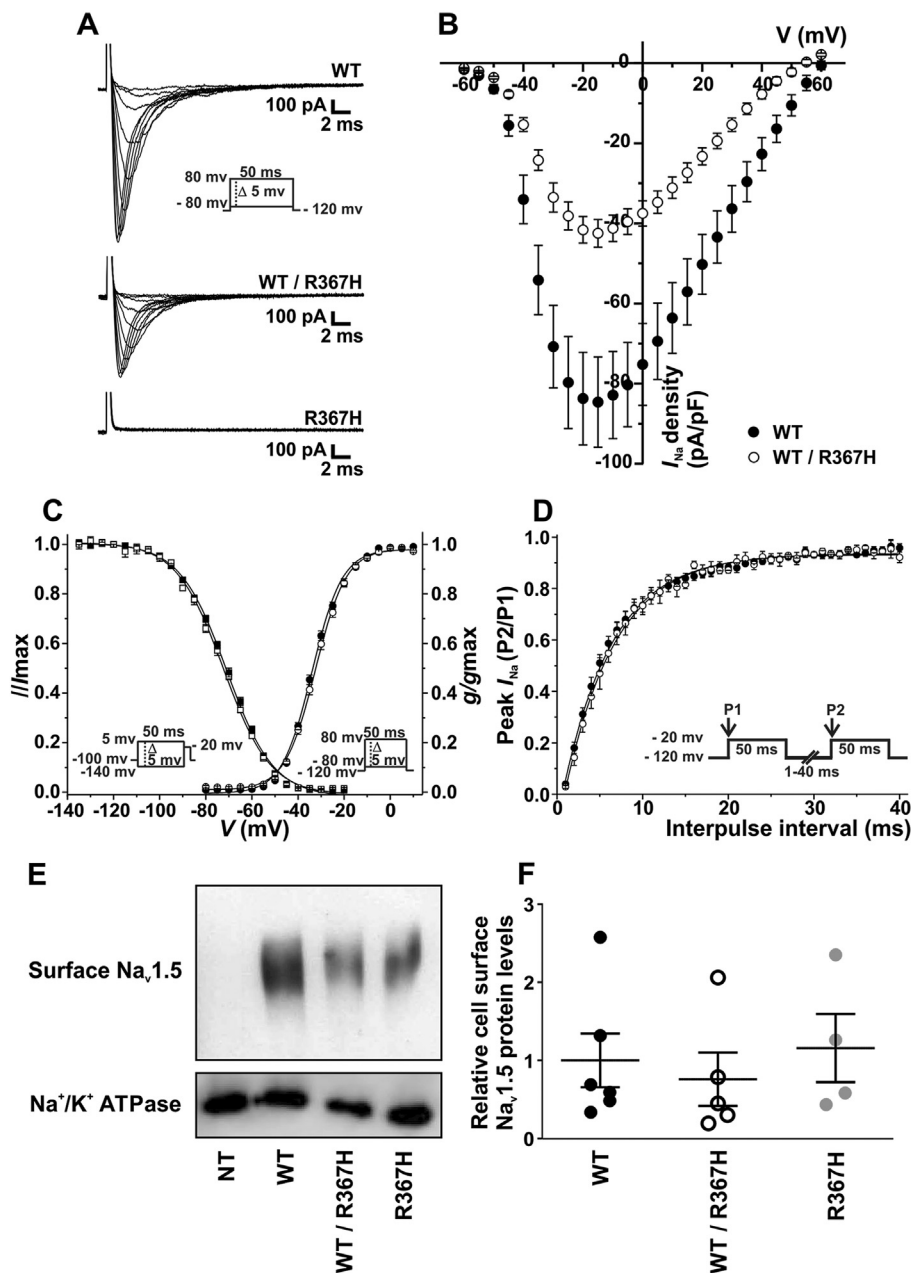 A
WT
100 pA
2 ms
50 ms
80 mv
- 80 mv
Δ 5 mv
- 120 mv
WT / R367H
100 pA
2 ms
R367H
100 pA
2 ms
B
V (mV)
-60 -40 -20 0 20 40 60
-20
-40
-60
-80
-100
INa density
(pA/pF)
WT
WT / R367H
C
I/Imax
1.0
0.8
0.6
0.4
0.2
0.0
g/gmax
1.0
0.8
0.6
0.4
0.2
0.0
50 ms
5 mv
-100 mv
-140 mv
Δ
5 mv
- 20 mv
50 ms
80 mv
- 80 mv
- 120 mv
Δ
5 mv
-140 -120 -100 -80 -60 -40 -20 0
V (mV)
D
Peak INa (P2/P1)
1.0
0.8
0.6
0.4
0.2
0.0
P1
P2
- 20 mv
- 120 mv
50 ms
50 ms
1-40 ms
0 10 20 30 40
Interpulse interval (ms)
E
Surface Nav1.5
Na+/K+ ATPase
NT
WT
WT / R367H
R367H
F
Relative cell surface
Nav1.5 protein levels
3
2
1
0
WT
WT / R367H
R367H